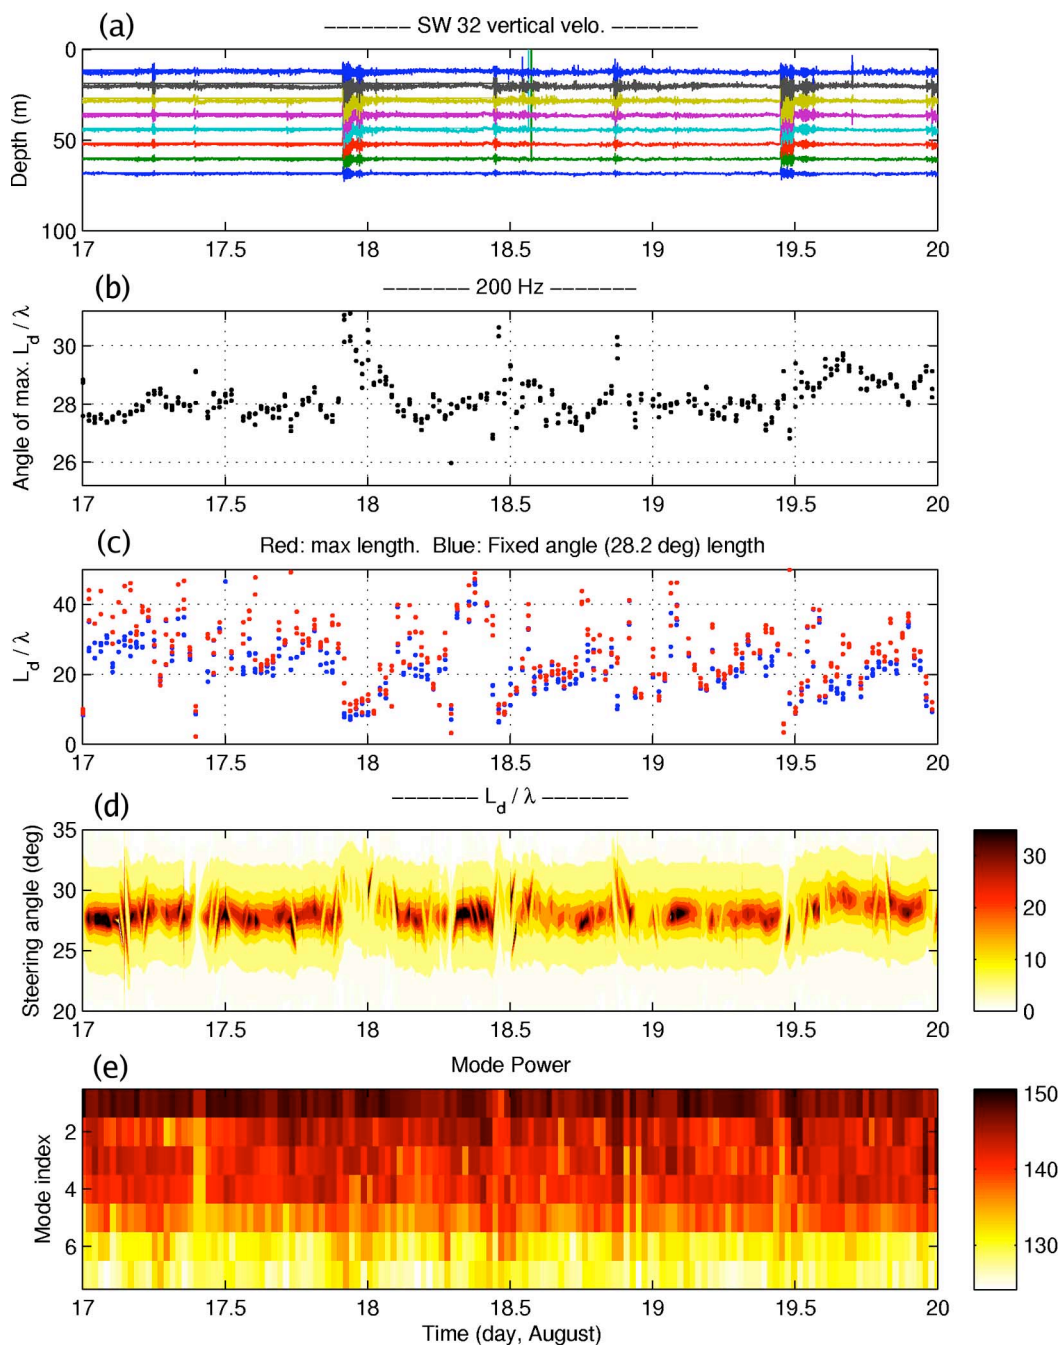 (a)
------- SW 32 vertical velo. -------
Depth (m)
0
50
100
17 17.5 18 18.5 19 19.5 20
(b)
------- 200 Hz -------
Angle of max. L_d / λ
30
28
26
17 17.5 18 18.5 19 19.5 20
(c)
Red: max length. Blue: Fixed angle (28.2 deg) length
L_d / λ
40
20
0
17 17.5 18 18.5 19 19.5 20
(d)
------- L_d / λ -------
Steering angle (deg)
35
30
25
20
17 17.5 18 18.5 19 19.5 20
30
20
10
0
(e)
Mode Power
Mode index
2
4
6
17 17.5 18 18.5 19 19.5 20
Time (day, August)
150
140
130